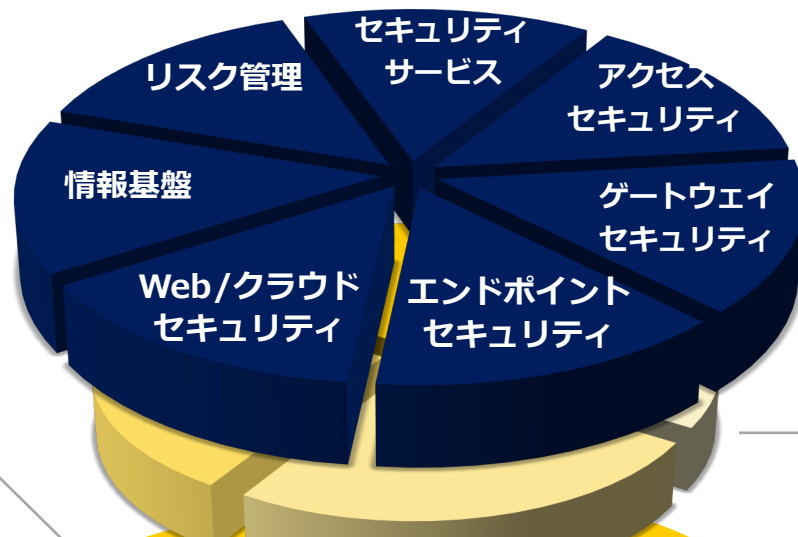 セキュリティ
サービス
アクセス
セキュリティ
ゲートウェイ
セキュリティ
エンドポイント
セキュリティ
Web/クラウド
セキュリティ
情報基盤
リスク管理